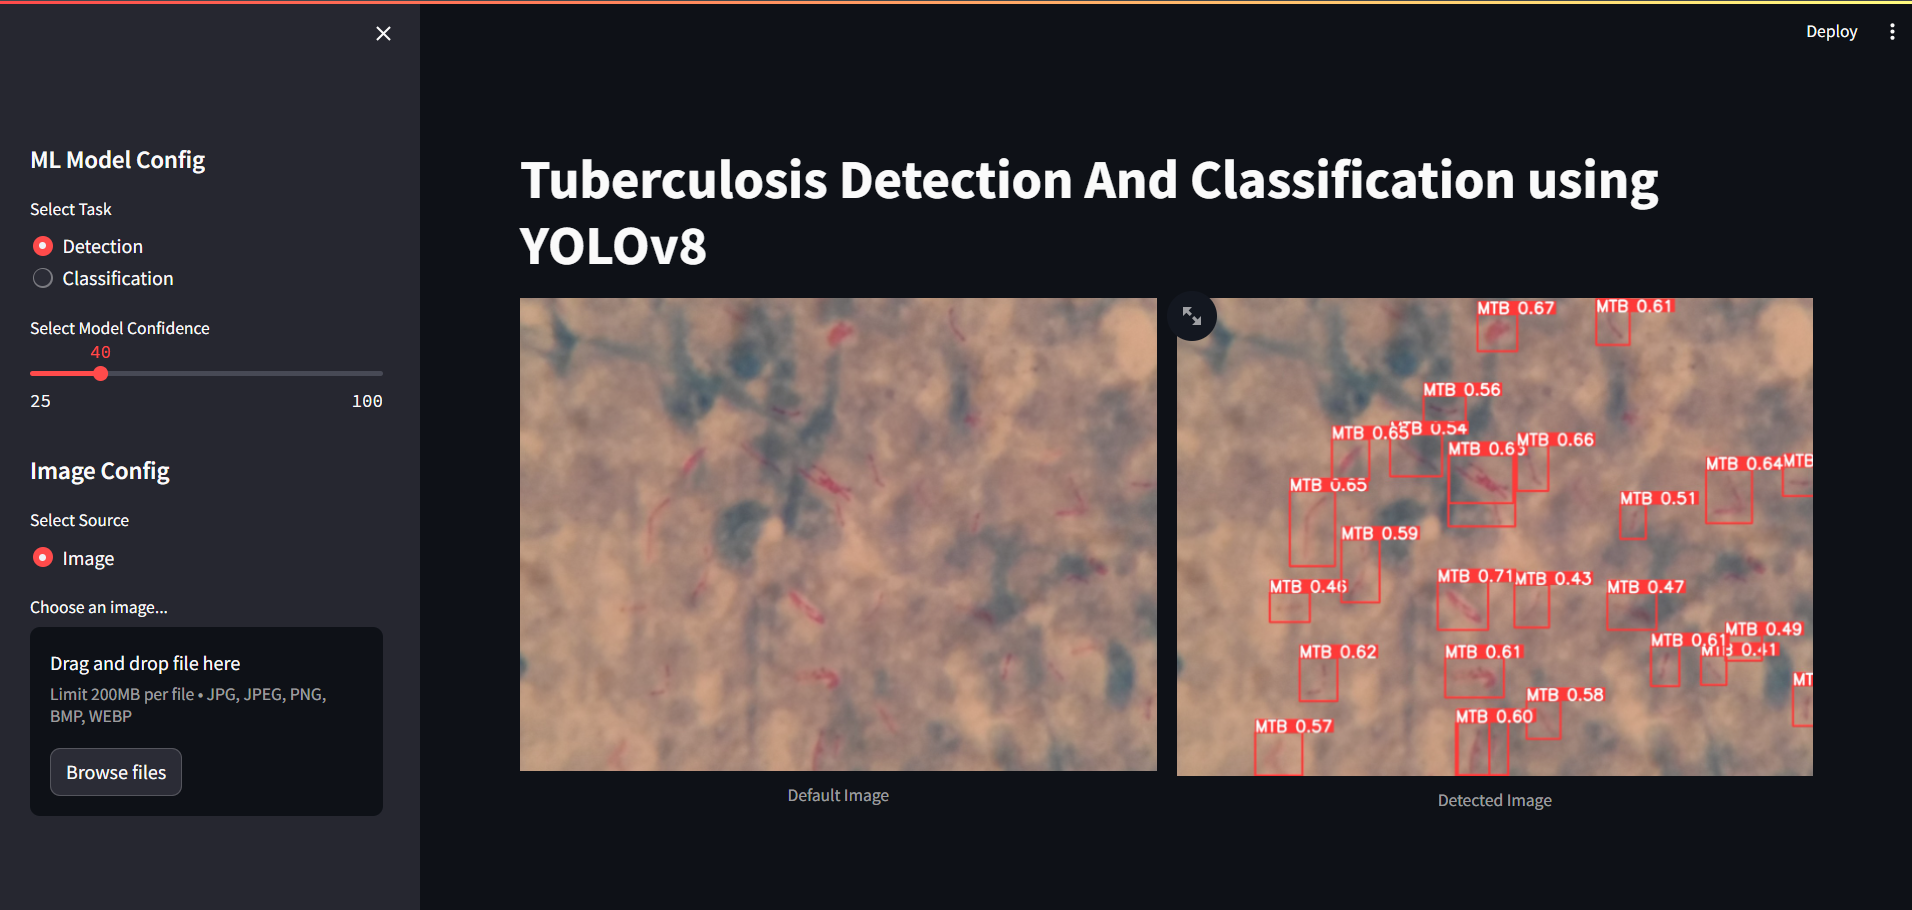 Deploy
ML Model Config
Select Task
Detection
Classification
Select Model Confidence
40
25 100
Image Config
Select Source
Image
Choose an image...
Drag and drop file here
Limit 200MB per file • JPG, JPEG, PNG,
BMP, WEBP
Browse files
Tuberculosis Detection And Classification using
YOLOv8
MTB 0.67
MTB 0.61
MTB 0.56
MTB 0.65
MTB 0.54
MTB 0.66
MTB
MTB 0.64
MTB
MTB 0.65
MTB 0.51
MTB 0.59
MTB 0.71
MTB 0.43
MTB 0.46
MTB 0.47
MTB 0.49
MTB 0.61
MTB 0.41
MTB 0.62
MTB 0.61
MT
MTB 0.58
MTB 0.60
MTB 0.57
Default Image
Detected Image